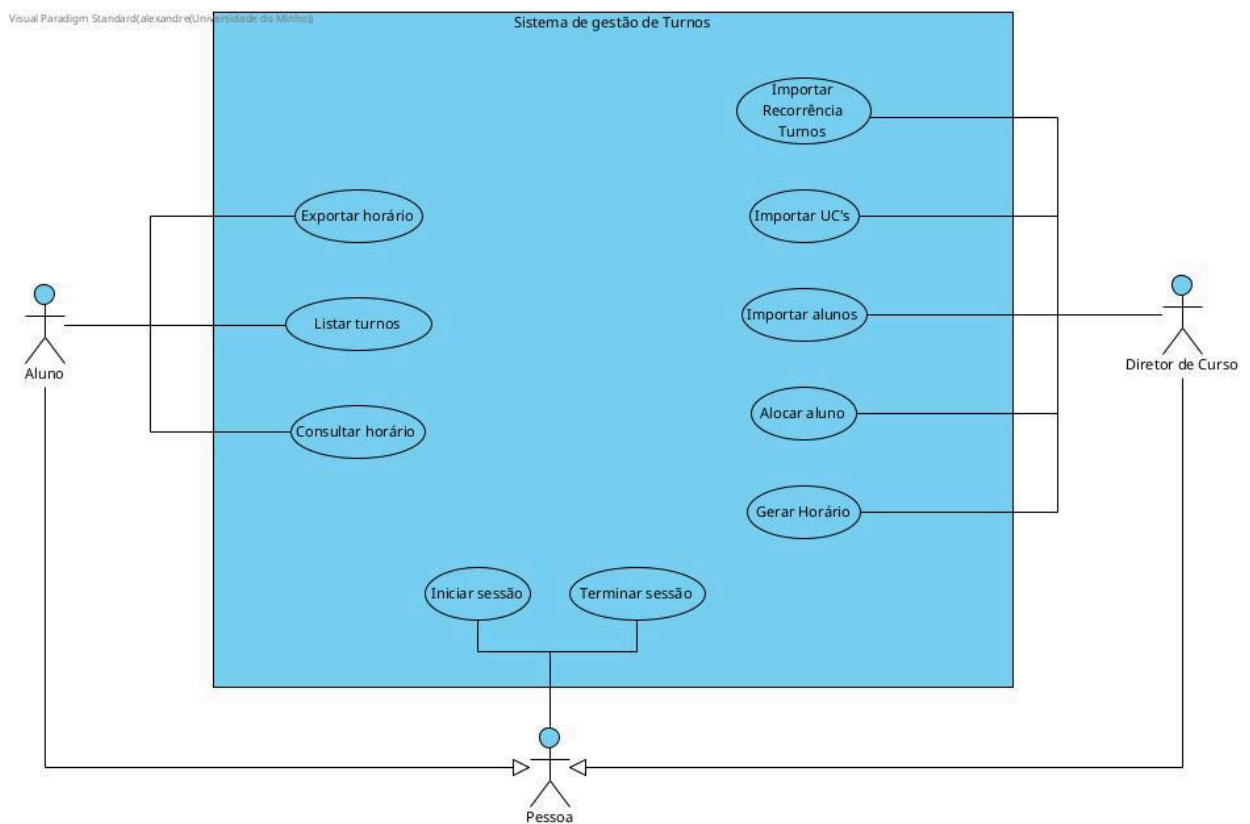 Visual Paradigm Standard(alexandre(Universidade do Minho))
Sistema de gestão de Turnos
Importar
Recorrência
Turnos
Exportar horário
Importar UC's
Listar turnos
Importar alunos
Aluno
Diretor de Curso
Consultar horário
Alocar aluno
Gerar Horário
Iniciar sessão
Terminar sessão
Pessoa